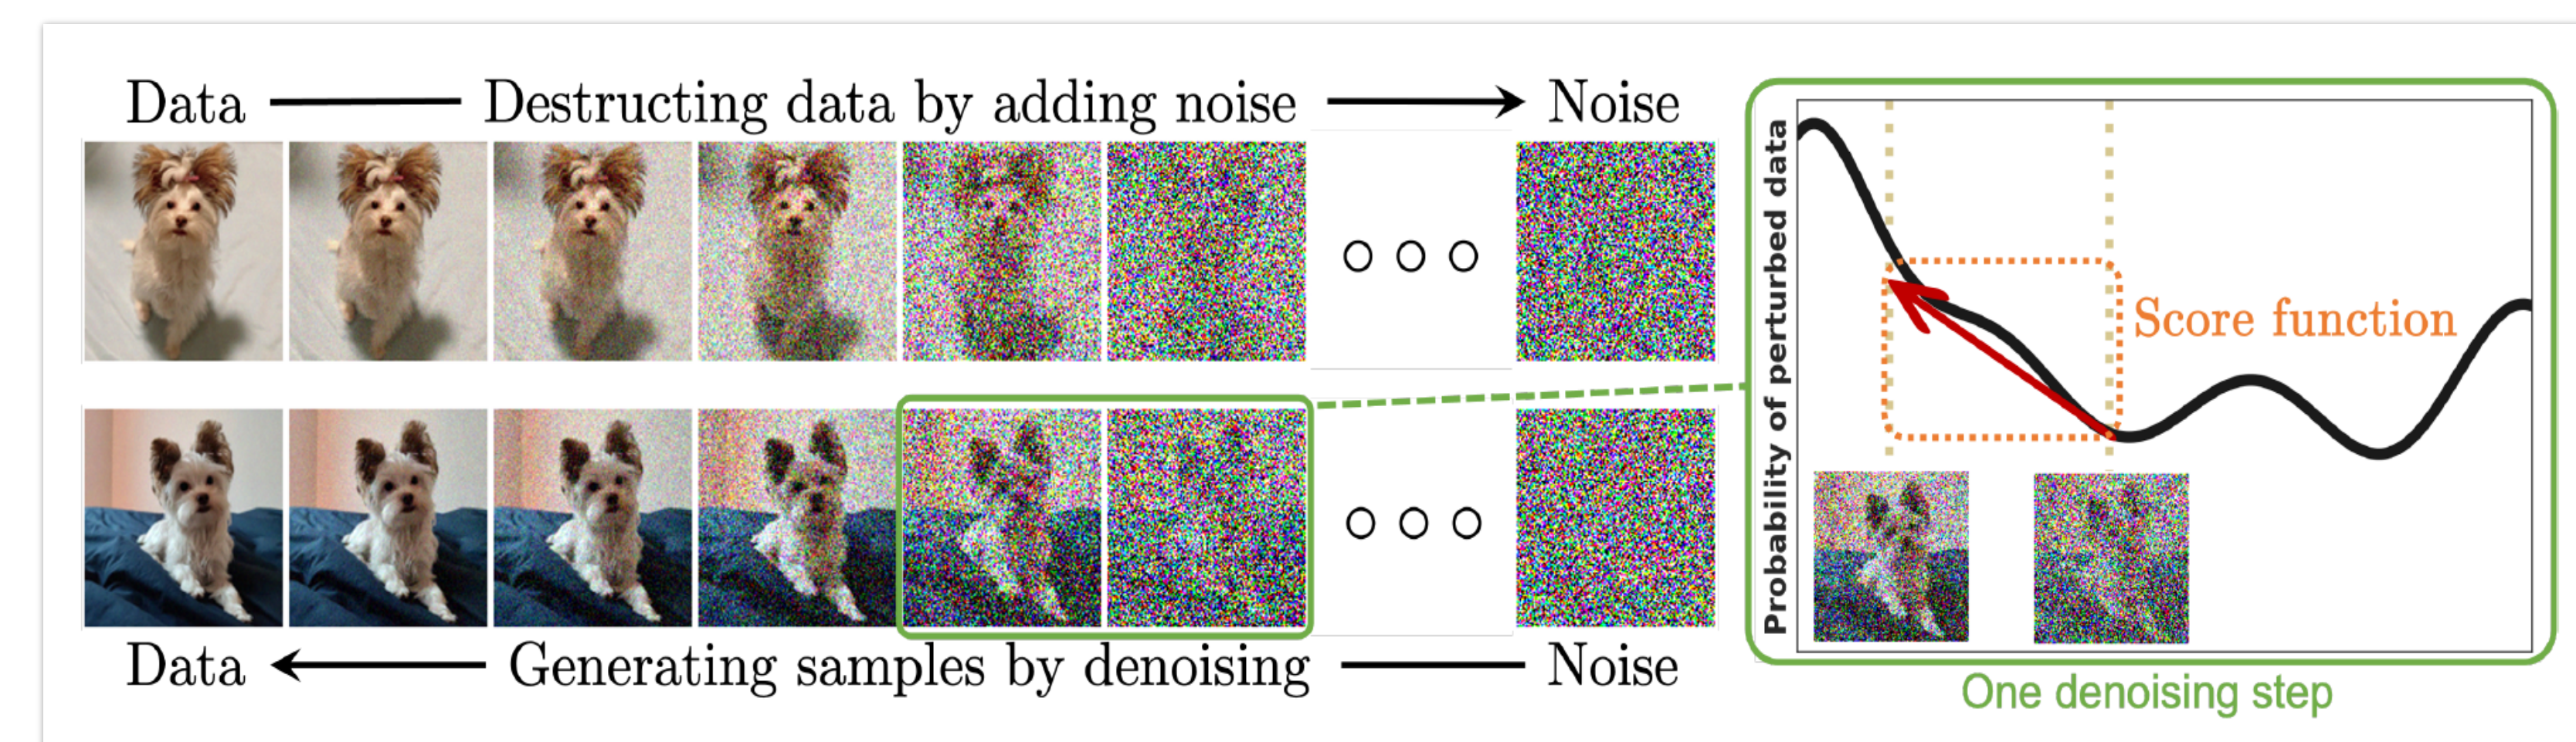 Data
Destructing data by adding noise
Noise
Data
Generating samples by denoising
Noise
Probability of perturbed data
Score function
One denoising step